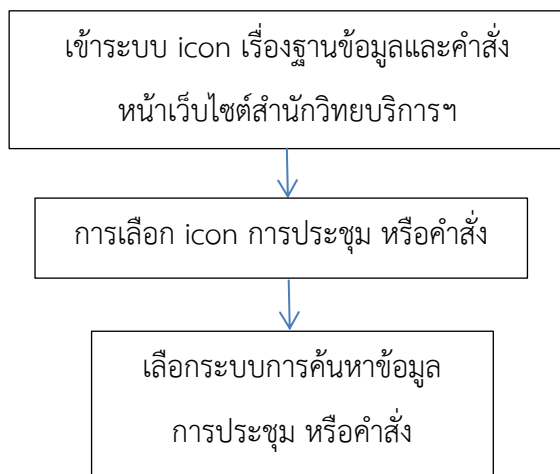 เข้าระบบ icon เรื่องฐานข้อมูลและคำสั่ง
หน้าเว็บไซต์สำนักวิทยบริการฯ
การเลือก icon การประชุม หรือคำสั่ง
เลือกระบบการค้นหาข้อมูล
การประชุม หรือคำสั่ง